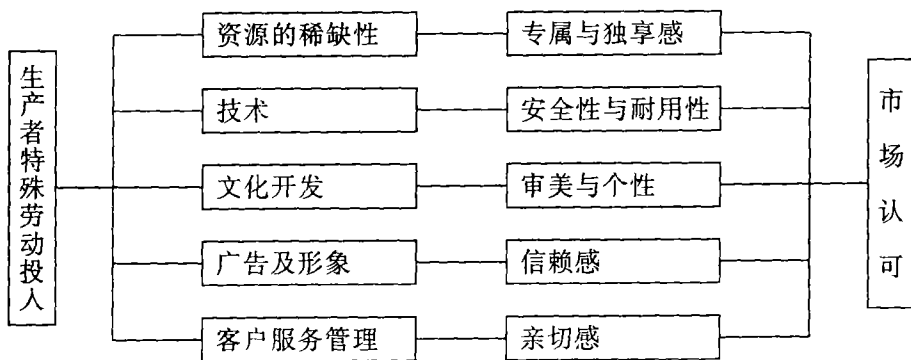 生产者特殊劳动投入
资源的稀缺性
专属与独享感
技术
安全性与耐用性
文化开发
审美与个性
广告及形象
信赖感
客户服务管理
亲切感
市场认可